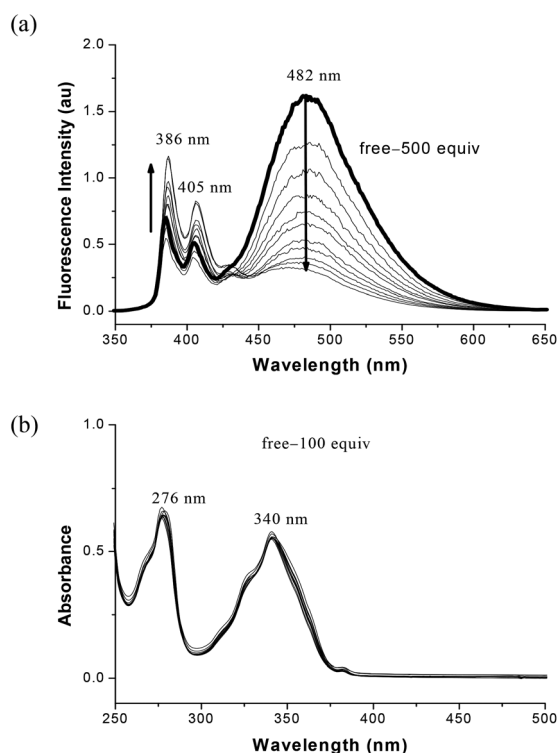 (a)
2.0
1.5
1.0
0.5
0.0
Fluorescence Intensity (au)
386 nm
405 nm
482 nm
free–500 equiv
350 400 450 500 550 600 650
Wavelength (nm)
(b)
1.0
0.5
0.0
Absorbance
free–100 equiv
276 nm
340 nm
250 300 350 400 450 500
Wavelength (nm)